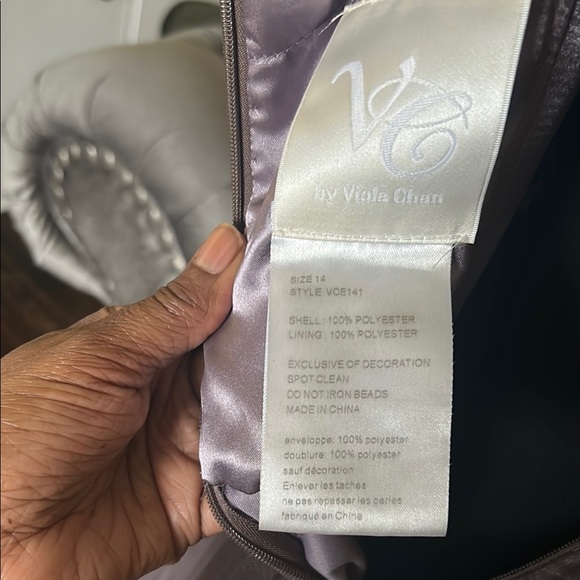 VC
by Viola Chan
SIZE 14
STYLE: VCE141
SHELL: 100% POLYESTER
LINING: 100% POLYESTER
EXCLUSIVE OF DECORATION
SPOT CLEAN
DO NOT IRON BEADS
MADE IN CHINA
enveloppe: 100% polyester
doublure: 100% polyester
sauf décoration
Enlever les taches
ne pas repasser les perles
fabriqué en Chine